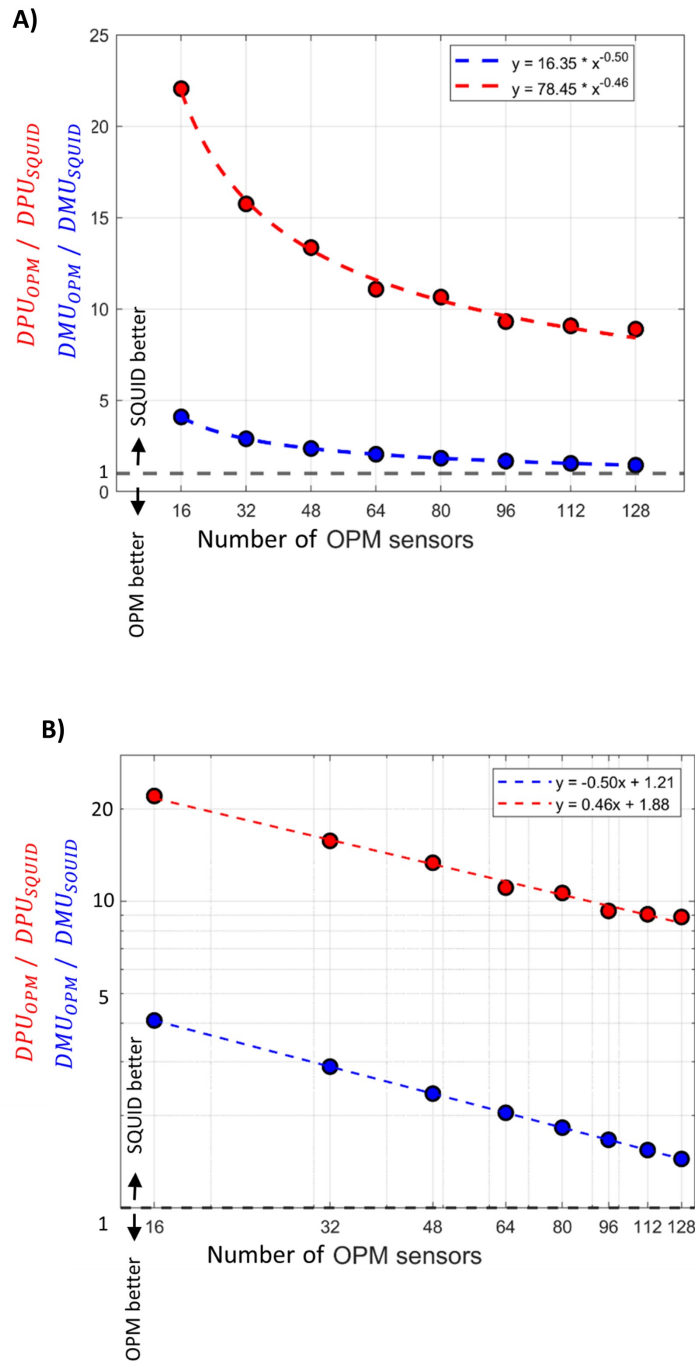 A)
25
20
15
10
5
1
0
DPU_OPM / DPU_SQUID
DMU_OPM / DMU_SQUID
SQUID better
OPM better
y = 16.35 * x^-0.50
y = 78.45 * x^-0.46
16 32 48 64 80 96 112 128
Number of OPM sensors
B)
20
10
5
1
DPU_OPM / DPU_SQUID
DMU_OPM / DMU_SQUID
SQUID better
OPM better
y = -0.50x + 1.21
y = 0.46x + 1.88
16 32 48 64 80 96 112 128
Number of OPM sensors